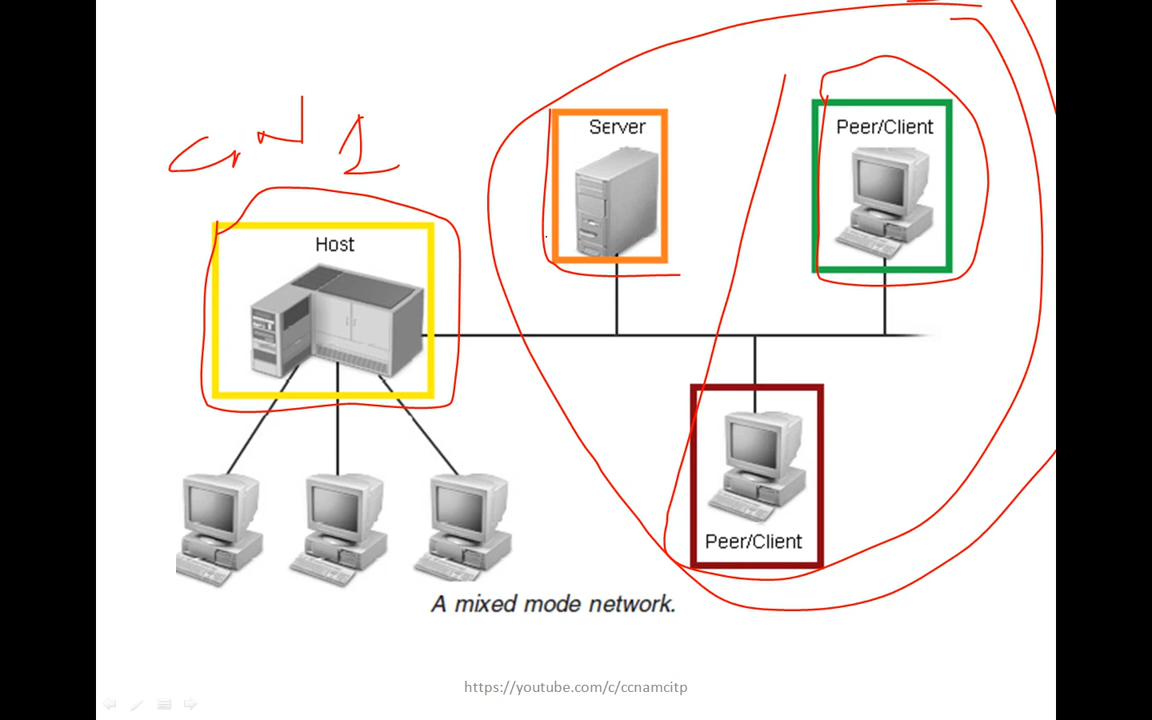 Server
Peer/Client
Host
Peer/Client
A mixed mode network.
https://youtube.com/c/ccnamcitp